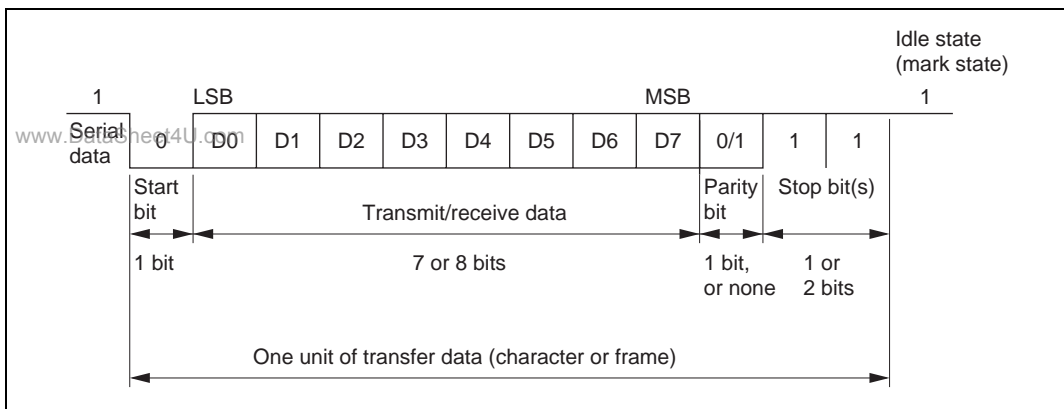 Idle state
(mark state)
1 LSB MSB 1
Serial data
www.DataSheet4U.com
0 D0 D1 D2 D3 D4 D5 D6 D7 0/1 1 1
Start bit
Transmit/receive data
Parity bit
Stop bit(s)
1 bit
7 or 8 bits
1 bit,
or none
1 or
2 bits
One unit of transfer data (character or frame)